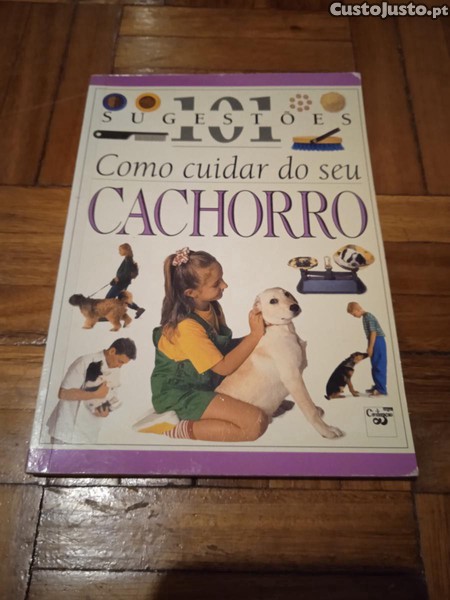 CustoJusto.pt
101
SUGESTÕES
Como cuidar do seu
CACHORRO